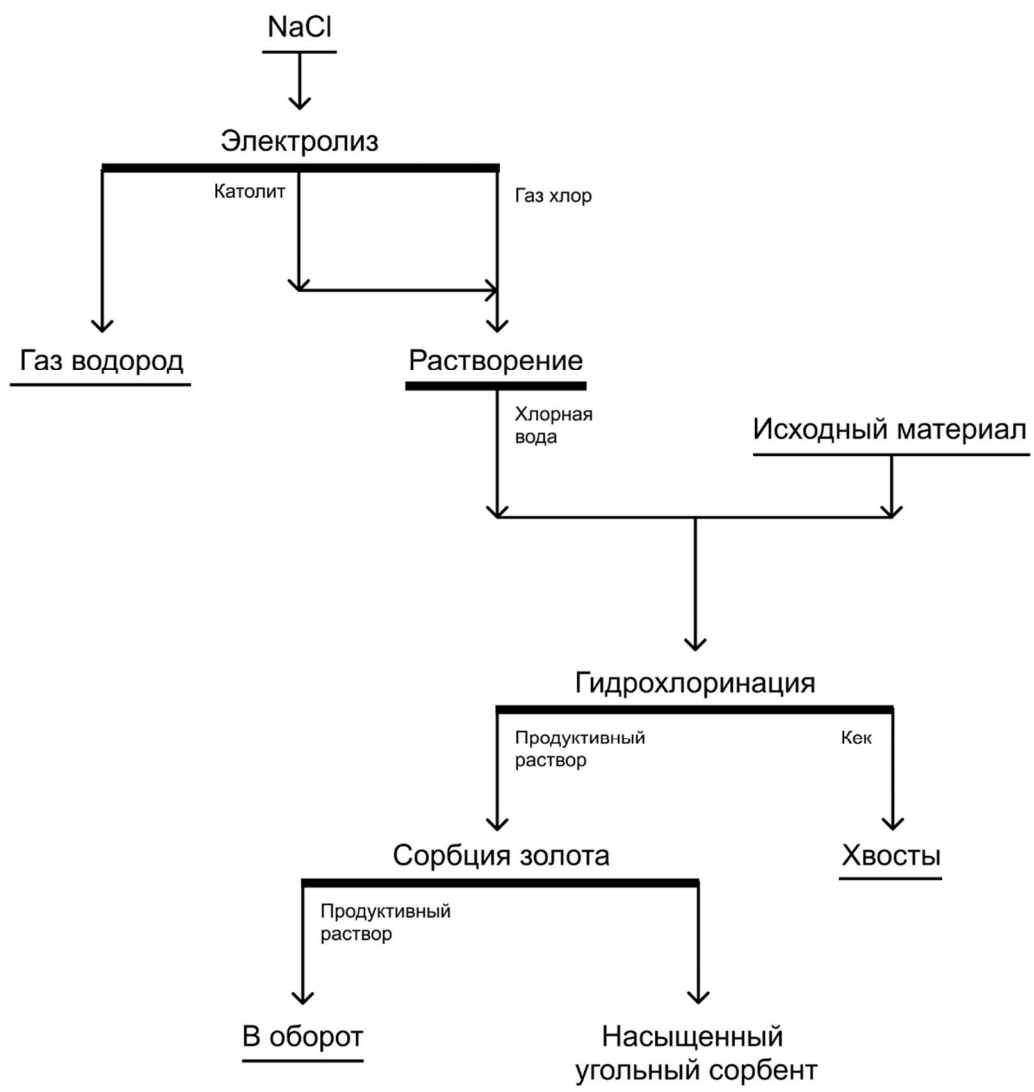 NaCl
Электролиз
Католит
Газ хлор
Газ водород
Растворение
Хлорная
вода
Исходный материал
Гидрохлоринация
Продуктивный
раствор
Кек
Сорбция золота
Хвосты
Продуктивный
раствор
В оборот
Насыщенный
угольный сорбент